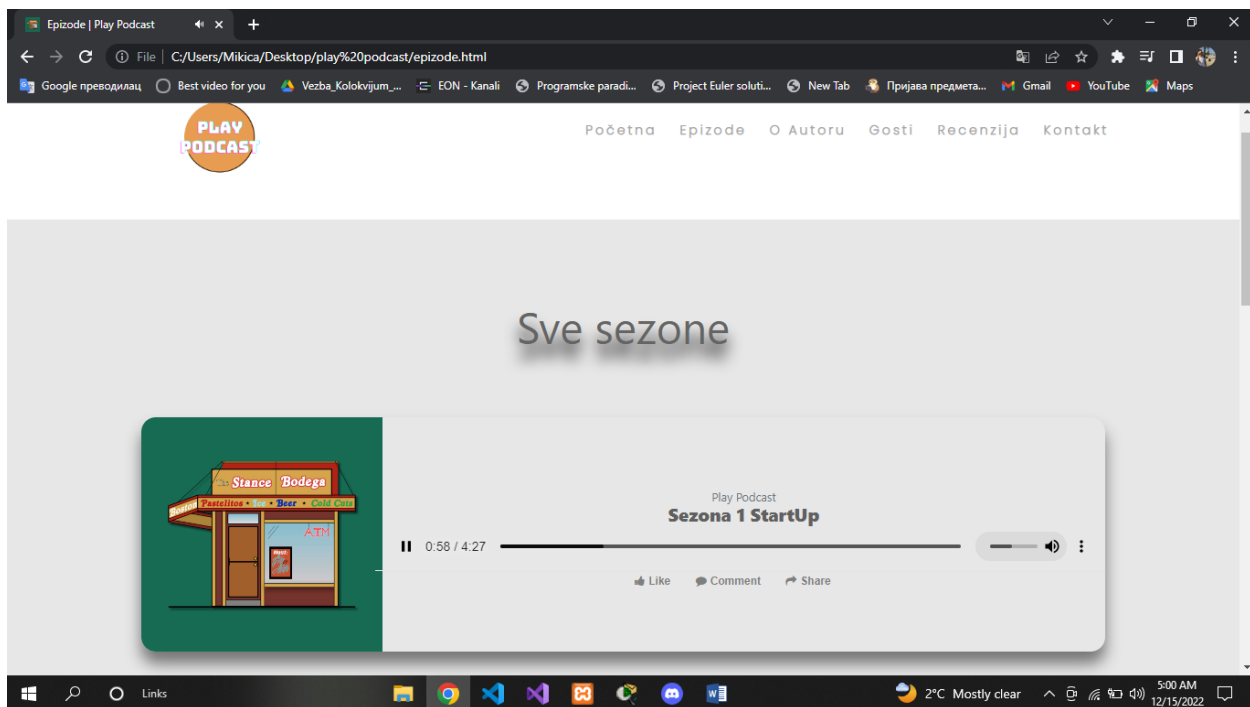 Epizode | Play Podcast
File C:/Users/Mikica/Desktop/play%20podcast/epizode.html
Google преводилац Best video for you Vezba_Kolokvijum_... EON - Kanali Programske paradi... Project Euler soluti... New Tab Пријава предмета... Gmail YouTube Maps
PLAY
PODCAST
Početna Epizode O Autoru Gosti Recenzija Kontakt
Sve sezone
The Stance Bodega
Boston Pastelitos • Ice • Beer • Cold Cuts
ATM
Play Podcast
Sezona 1 StartUp
0:58 / 4:27
Like Comment Share
Links
2°C Mostly clear
5:00 AM
12/15/2022